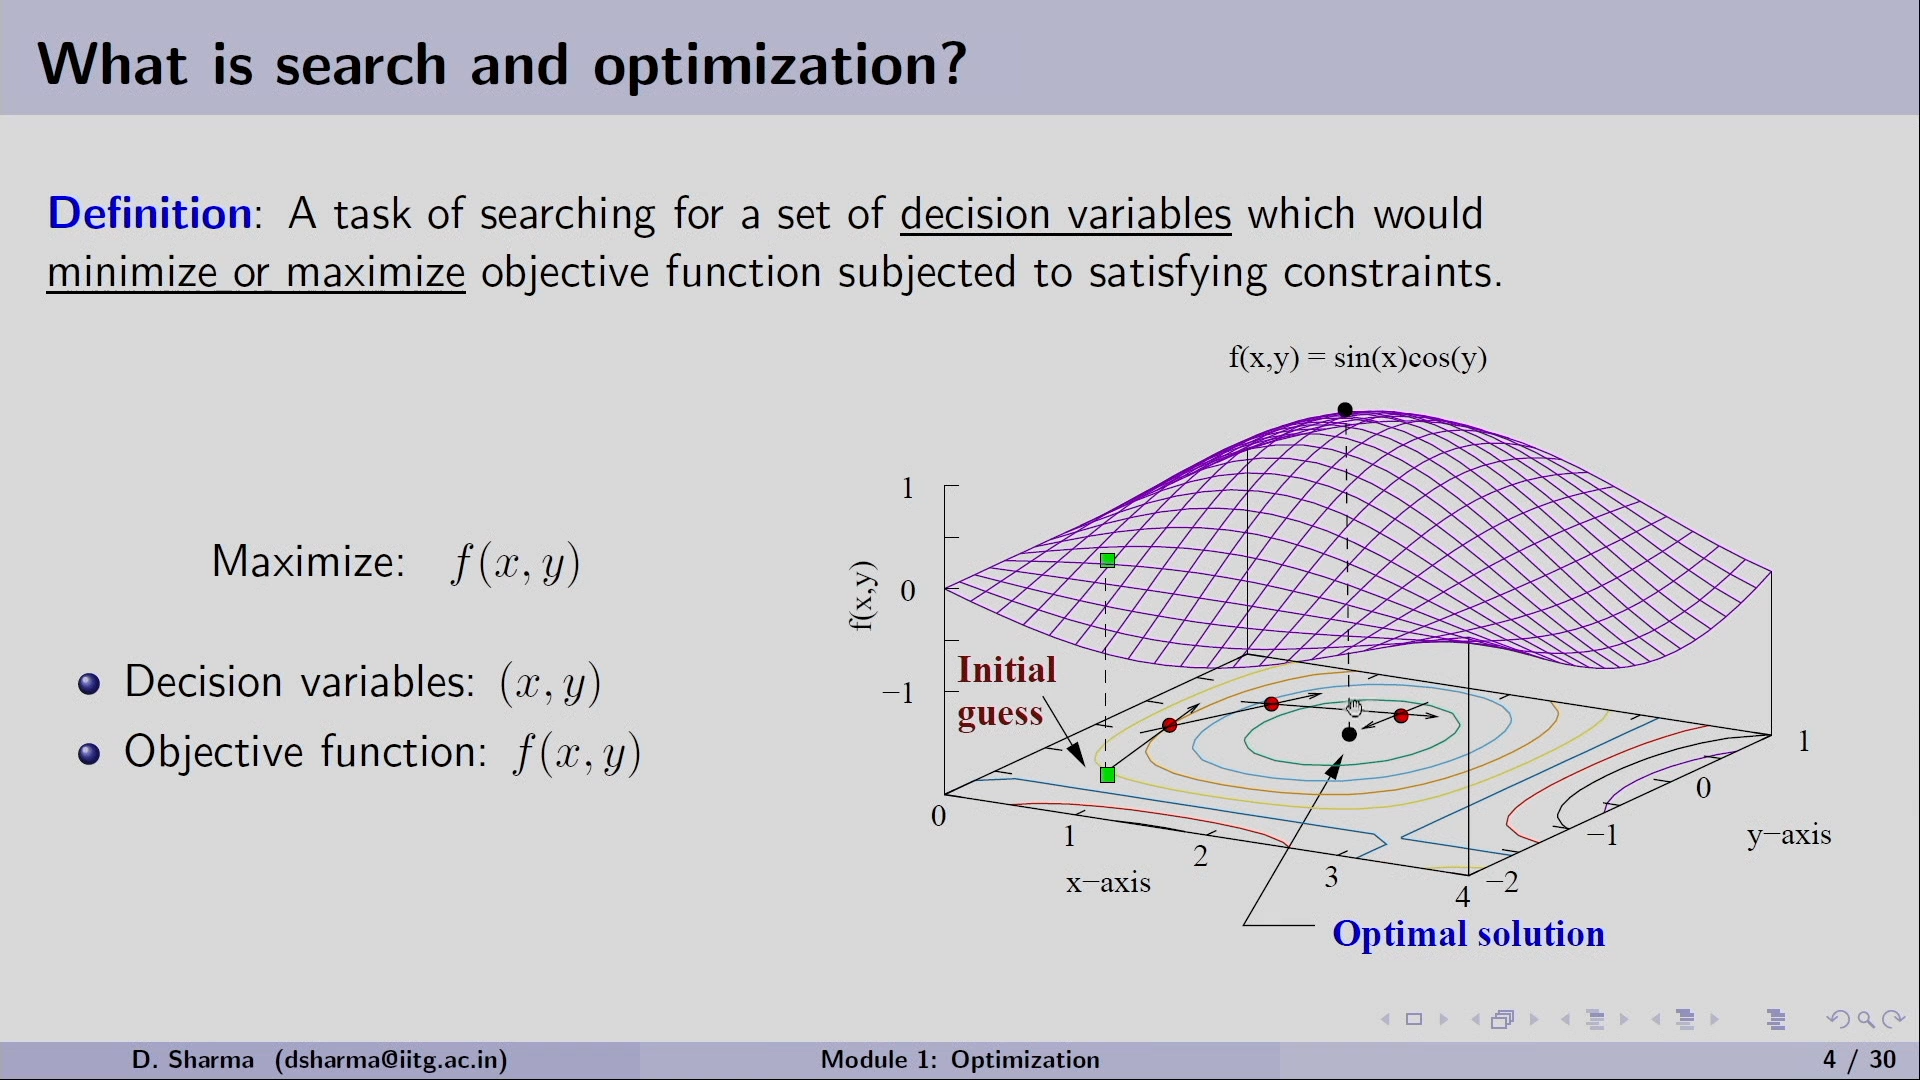 What is search and optimization?
Definition: A task of searching for a set of decision variables which would
minimize or maximize objective function subjected to satisfying constraints.
f(x,y) = sin(x)cos(y)
Maximize: f(x, y)
Decision variables: (x, y)
Objective function: f(x, y)
1
0
−1
f(x,y)
Initial
guess
0
1
2
3
4
x−axis
−2
−1
0
1
y−axis
Optimal solution
D. Sharma (dsharma@iitg.ac.in)
Module 1: Optimization
4 / 30